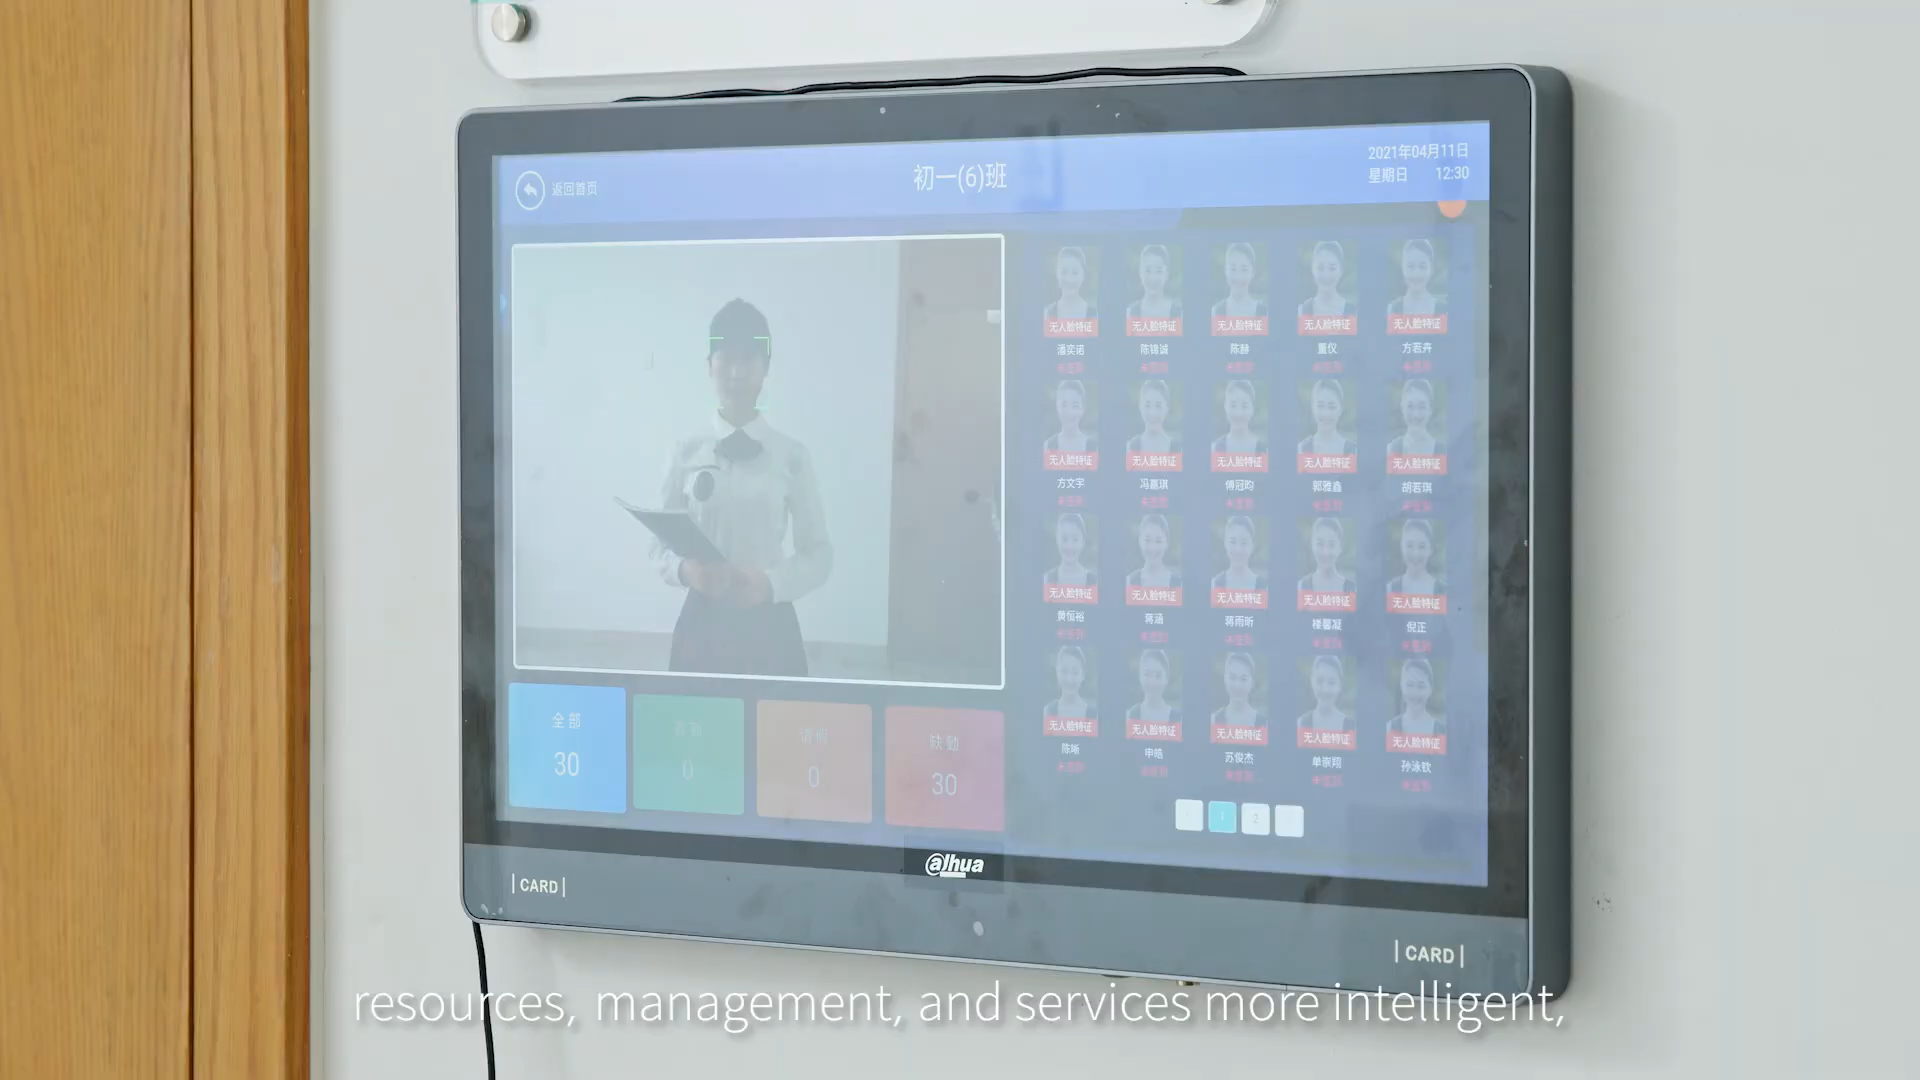 返回首页
初一(6)班
2021年04月11日
星期日 12:30
无人脸特征 无人脸特征 无人脸特征 无人脸特征 无人脸特征
潘奕诺 陈锦诚 陈赫 董仪 方若卉
无人脸特征 无人脸特征 无人脸特征 无人脸特征 无人脸特征
方文宇 冯嘉琪 傅冠昀 郭雅鑫 胡若琪
无人脸特征 无人脸特征 无人脸特征 无人脸特征 无人脸特征
黄恒裕 蒋涵 蒋雨昕 楼馨凝 倪正
无人脸特征 无人脸特征 无人脸特征 无人脸特征 无人脸特征
陈晰 申皓 苏俊杰 单崇翔 孙泳钦
全部 请假 缺勤
30 0 0 30
1 2
alhua
CARD
CARD
resources, management, and services more intelligent,